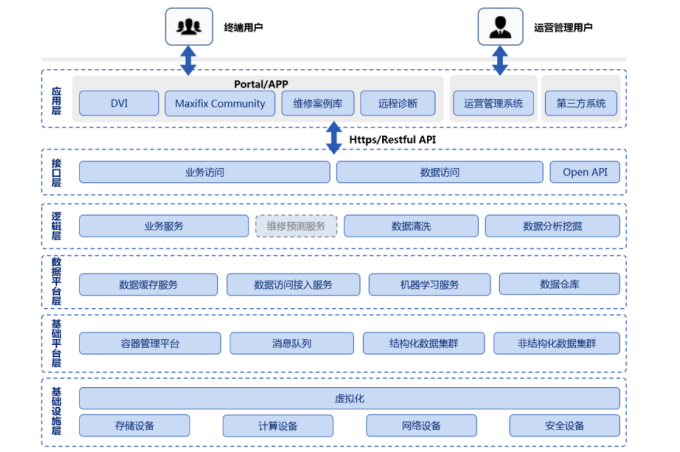 终端用户
运营管理用户
应用层
Portal/APP
DVI
Maxifix Community
维修案例库
远程诊断
运营管理系统
第三方系统
Https/Restful API
接口层
业务访问
数据访问
Open API
逻辑层
业务服务
维修预测服务
数据清洗
数据分析挖掘
数据平台层
数据缓存服务
数据访问接入服务
机器学习服务
数据仓库
基础平台层
容器管理平台
消息队列
结构化数据集群
非结构化数据集群
基础设施层
虚拟化
存储设备
计算设备
网络设备
安全设备